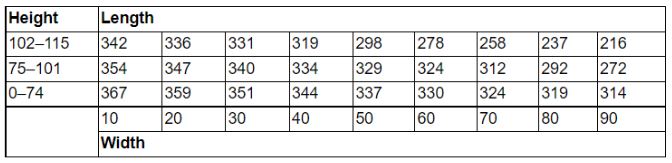 Height Length
102–115 342 336 331 319 298 278 258 237 216
75–101 354 347 340 334 329 324 312 292 272
0–74 367 359 351 344 337 330 324 319 314
10 20 30 40 50 60 70 80 90
Width